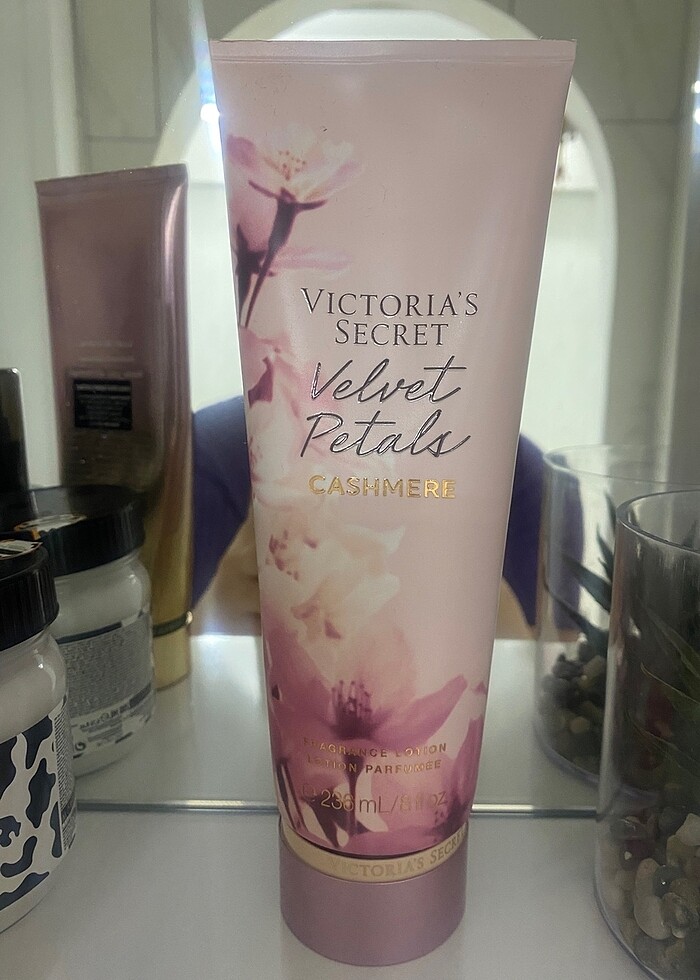 VICTORIA'S
SECRET
Velvet
Petals
CASHMERE
FRAGRANCE LOTION
LOTION PARFUMÉE
℮ 236 mL/8 fl oz
VICTORIA'S SECRET